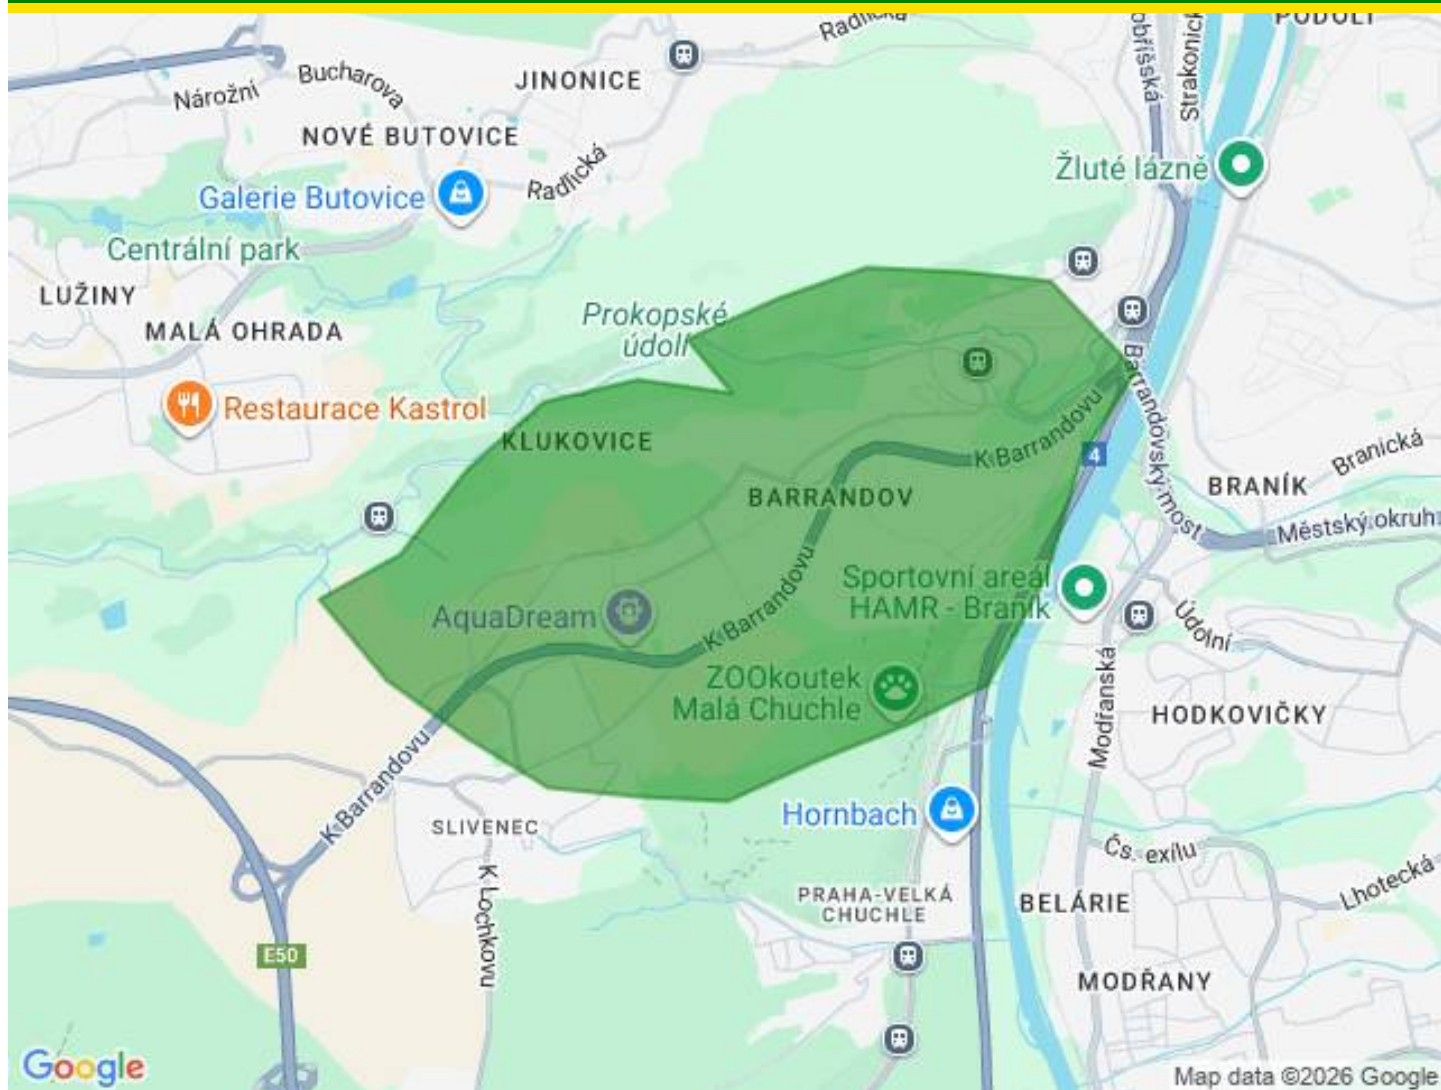 Radlická
PODOLÍ
Strakonická
JINONICE
Bucharova
Nárožní
NOVÉ BUTOVICE
Radlická
Žluté lázně
Galerie Butovice
Centrální park
LUŽINY
MALÁ OHRADA
Prokopské
údolí
Restaurace Kastrol
KLUKOVICE
K Barrandovu
Barrandovský most
4
BARRANDOV
BRANÍK
Branická
Městský okruh
Sportovní areál
HAMR - Braník
AquaDream
K Barrandovu
Údolní
ZOOkoutek
Malá Chuchle
Modřanská
HODKOVIČKY
K Barrandovu
Hornbach
SLIVENEC
Čs. exilu
K Lochkovu
Lhotecká
PRAHA-VELKÁ
CHUCHLE
BELÁRIE
E50
MODŘANY
Google
Map data ©2026 Google